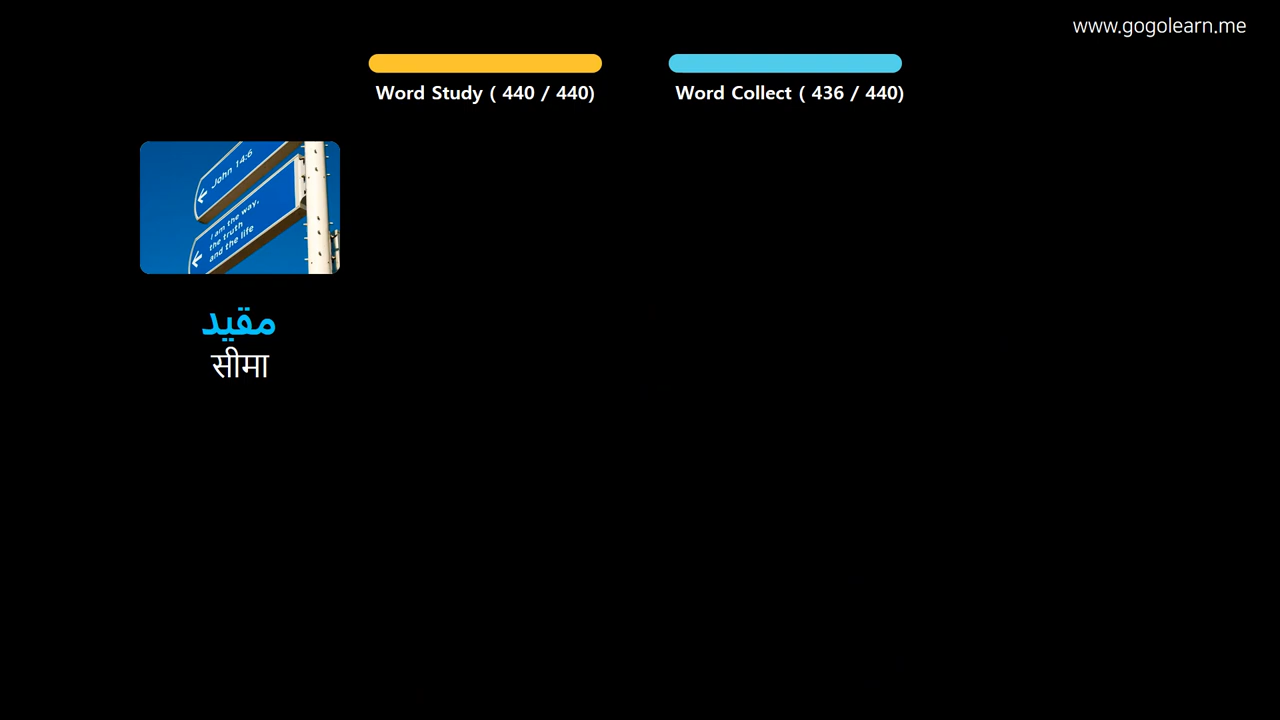 www.gogolearn.me
Word Study ( 440 / 440)
Word Collect ( 436 / 440)
John 14:6
I am the way,
the truth
and the life
مقيد
सीमा